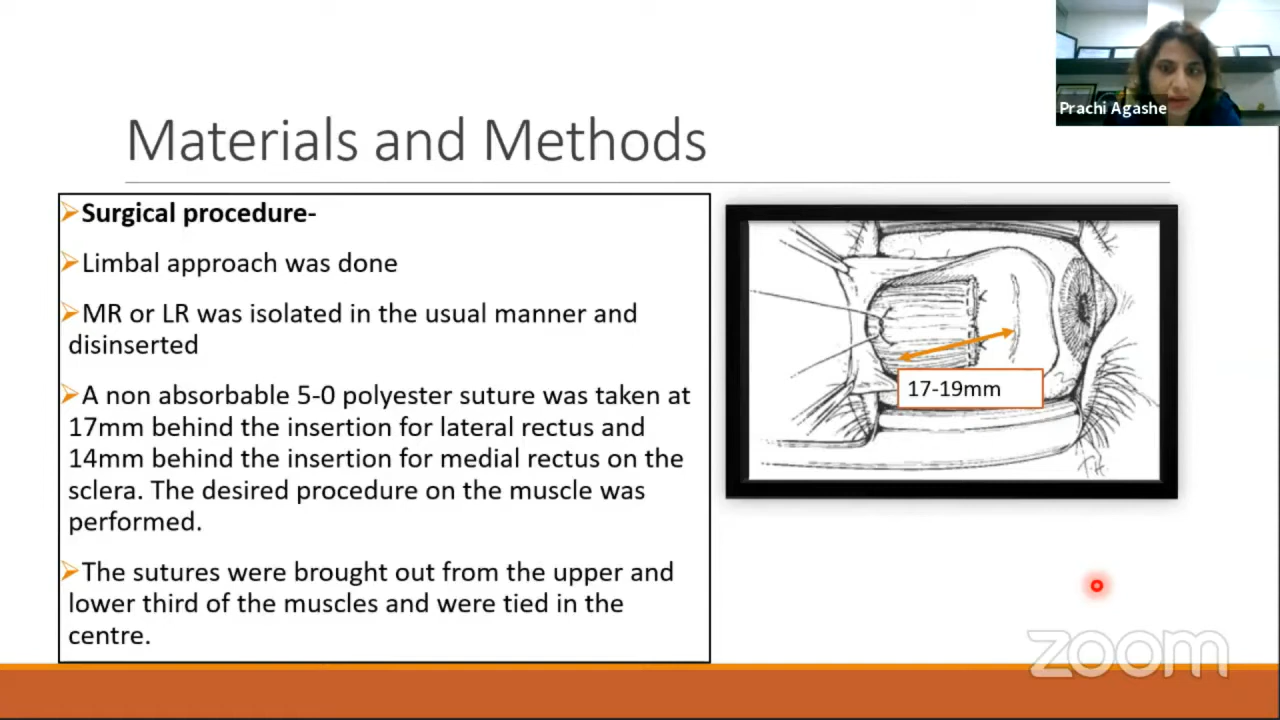 Prachi Agashe
Materials and Methods
Surgical procedure-
Limbal approach was done
MR or LR was isolated in the usual manner and
disinserted
A non absorbable 5-0 polyester suture was taken at
17mm behind the insertion for lateral rectus and
14mm behind the insertion for medial rectus on the
sclera. The desired procedure on the muscle was
performed.
The sutures were brought out from the upper and
lower third of the muscles and were tied in the
centre.
17-19mm
zoom